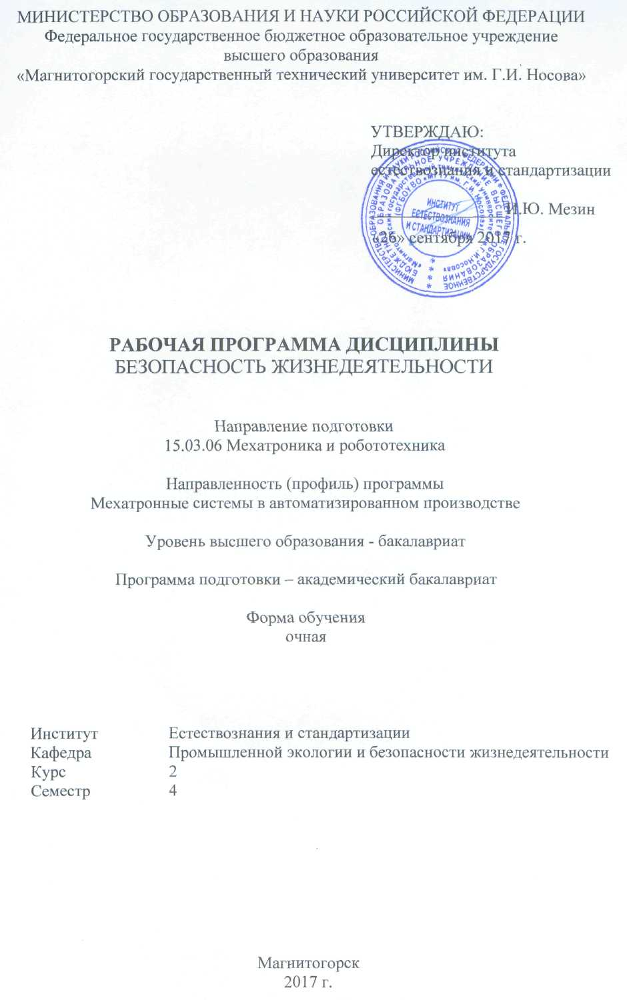 МИНИСТЕРСТВО ОБРАЗОВАНИЯ И НАУКИ РОССИЙСКОЙ ФЕДЕРАЦИИ
Федеральное государственное бюджетное образовательное учреждение
высшего образования
«Магнитогорский государственный технический университет им. Г.И. Носова»
УТВЕРЖДАЮ:
Директор института
естествознания и стандартизации
И.Ю. Мезин
«26» сентября 2017 г.
ИНСТИТУТ
ЕСТЕСТВОЗНАНИЯ
И СТАНДАРТИЗАЦИИ
РАБОЧАЯ ПРОГРАММА ДИСЦИПЛИНЫ
БЕЗОПАСНОСТЬ ЖИЗНЕДЕЯТЕЛЬНОСТИ
Направление подготовки
15.03.06 Мехатроника и робототехника
Направленность (профиль) программы
Мехатронные системы в автоматизированном производстве
Уровень высшего образования - бакалавриат
Программа подготовки – академический бакалавриат
Форма обучения
очная
Институт Естествознания и стандартизации
Кафедра Промышленной экологии и безопасности жизнедеятельности
Курс 2
Семестр 4
Магнитогорск
2017 г.